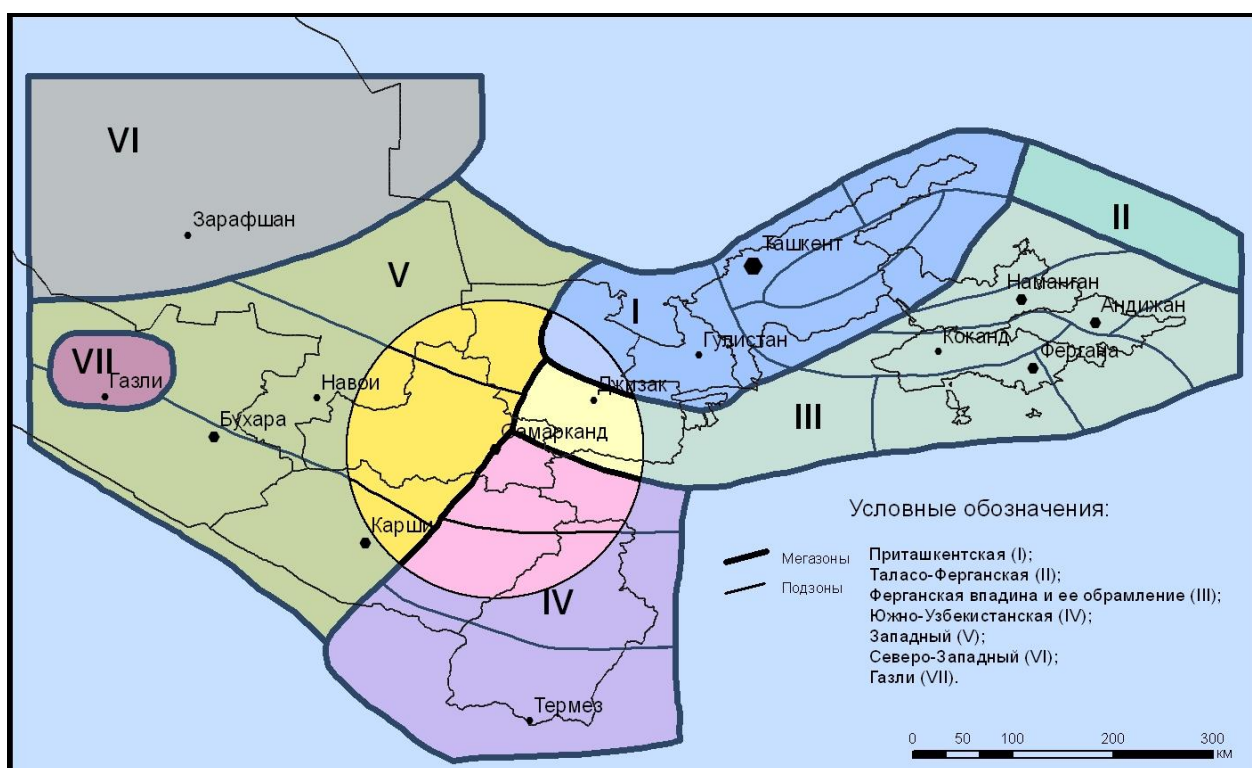 VI
Зарафшан
II
V
Ташкент
I
Наманган
Андижан
VII
Газли
Гулистан
Коканд
Фергана
Навои
Джизак
Бухара
III
Самарканд
Условные обозначения:
Карши
Мегазоны
Подзоны
Приташкентская (I);
Таласо-Ферганская (II);
Ферганская впадина и ее обрамление (III);
Южно-Узбекистанская (IV);
Западный (V);
Северо-Западный (VI);
Газли (VII).
IV
Термез
0 50 100 200 300
км